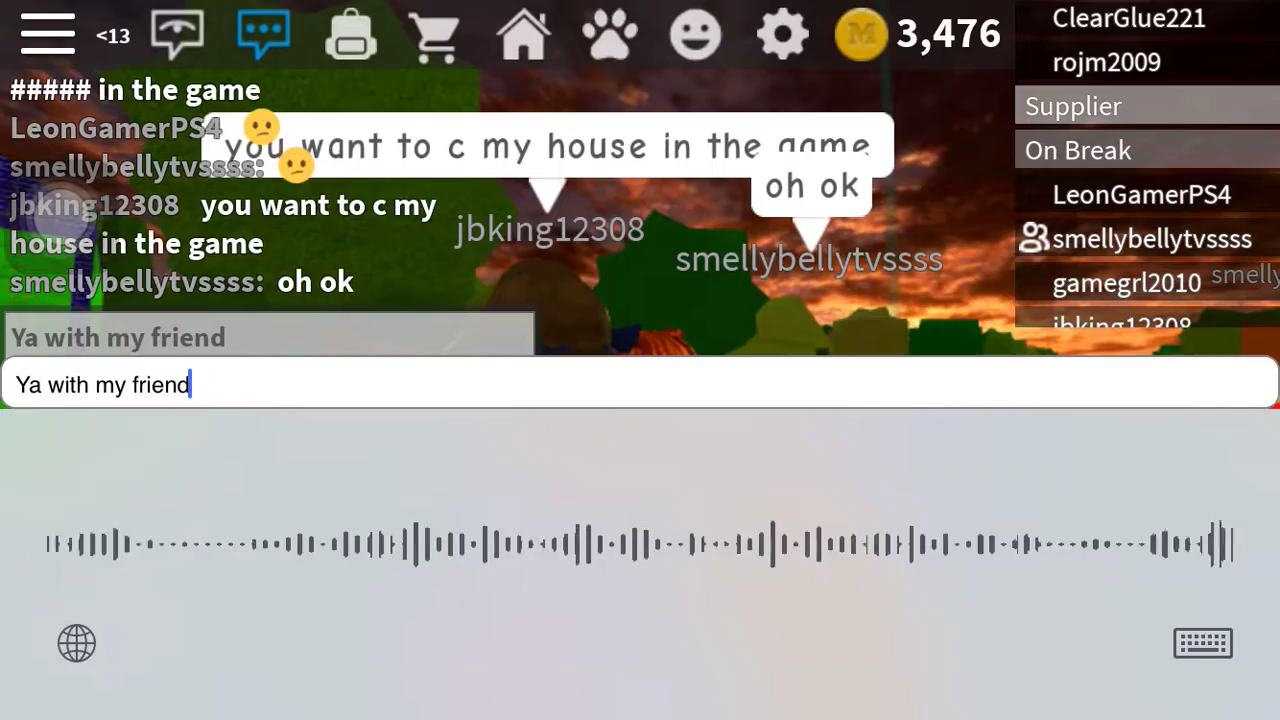 <13
M 3,476
ClearGlue221
rojm2009
Supplier
On Break
LeonGamerPS4
smellybellytvssss
gamegrl2010
jbking12308
##### in the game
LeonGamerPS4
smellybellytvssss:
jbking12308 you want to c my
house in the game
smellybellytvssss: oh ok
you want to c my house in the game
jbking12308
oh ok
smellybellytvssss
smelly
Ya with my friend
Ya with my friend